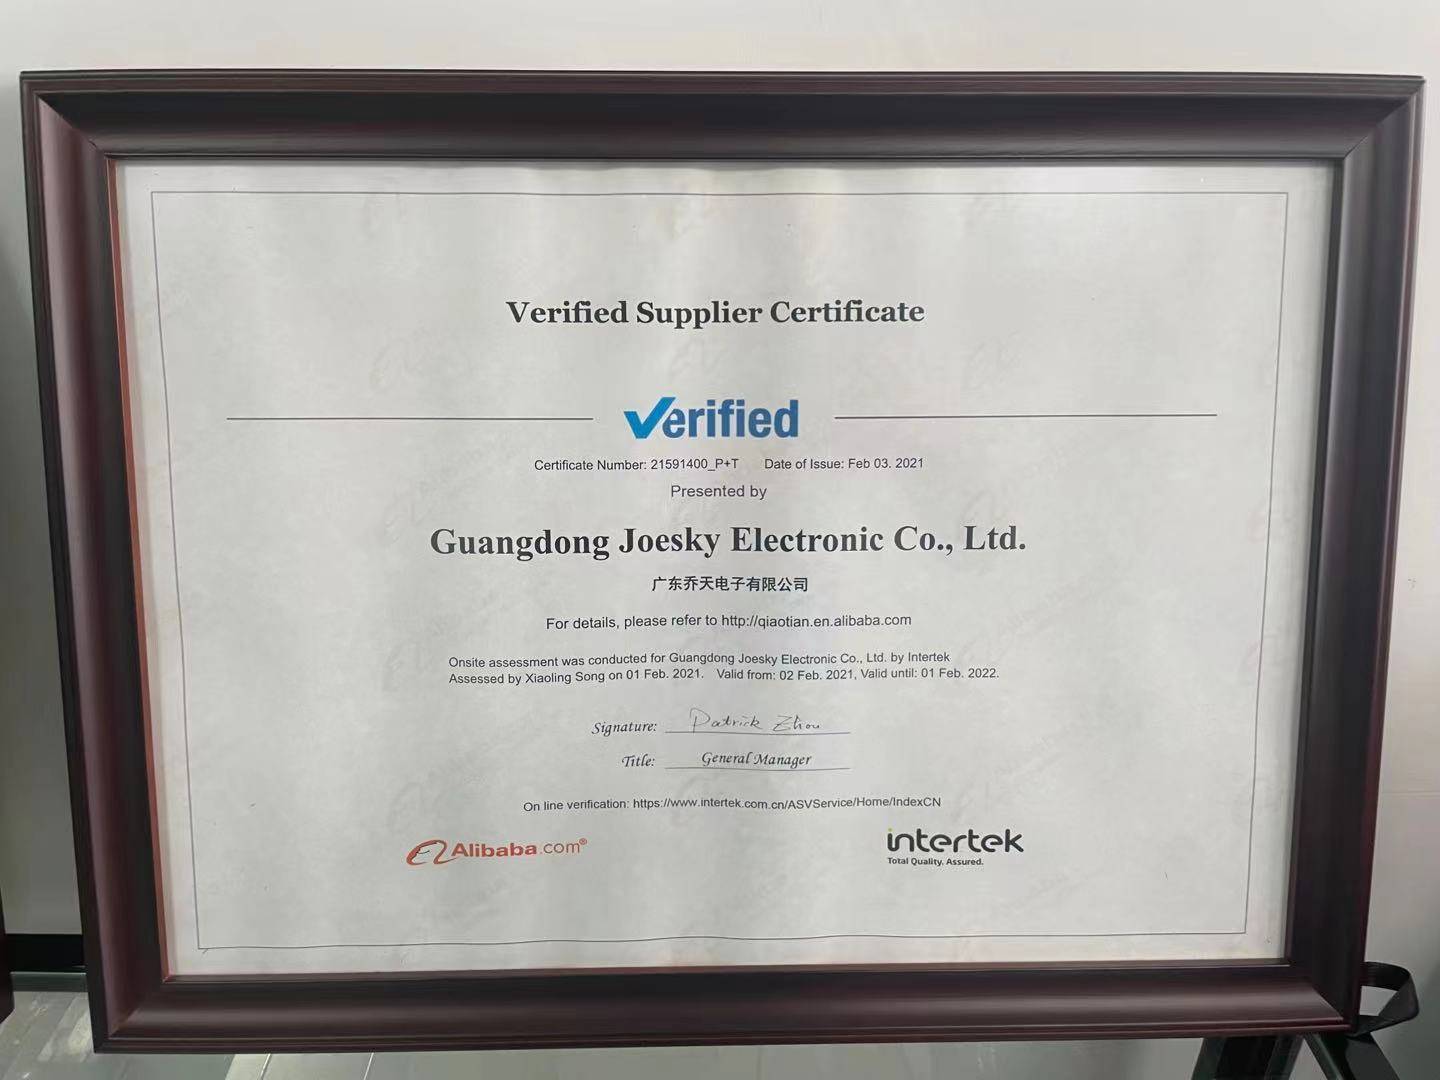 Verified Supplier Certificate
Verified
Certificate Number: 21591400_P+T Date of Issue: Feb 03. 2021
Presented by
Guangdong Joesky Electronic Co., Ltd.
广东乔天电子有限公司
For details, please refer to http://qiaotian.en.alibaba.com
Onsite assessment was conducted for Guangdong Joesky Electronic Co., Ltd. by Intertek
Assessed by Xiaoling Song on 01 Feb. 2021. Valid from: 02 Feb. 2021, Valid until: 01 Feb. 2022.
Signature: Patrick Zhou
Title: General Manager
On line verification: https://www.intertek.com.cn/ASVService/Home/IndexCN
Alibaba.com®
intertek
Total Quality. Assured.